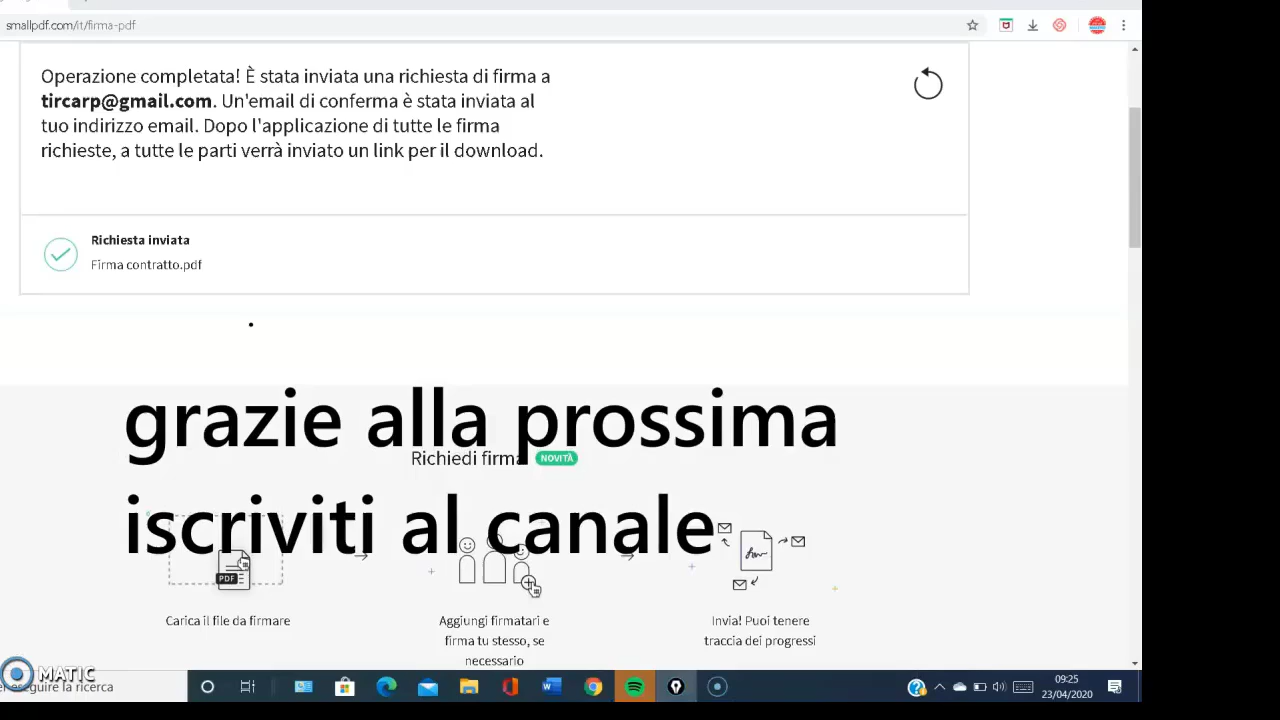 smallpdf.com/it/firma-pdf
Operazione completata! È stata inviata una richiesta di firma a
tircarp@gmail.com. Un'email di conferma è stata inviata al
tuo indirizzo email. Dopo l'applicazione di tutte le firma
richieste, a tutte le parti verrà inviato un link per il download.
Richiesta inviata
Firma contratto.pdf
grazie alla prossima
Richiedi firma NOVITÀ
iscriviti al canale
PDF
Carica il file da firmare
Aggiungi firmatari e
firma tu stesso, se
necessario
Invia! Puoi tenere
traccia dei progressi
MATIC
eseguire la ricerca
09:25
23/04/2020